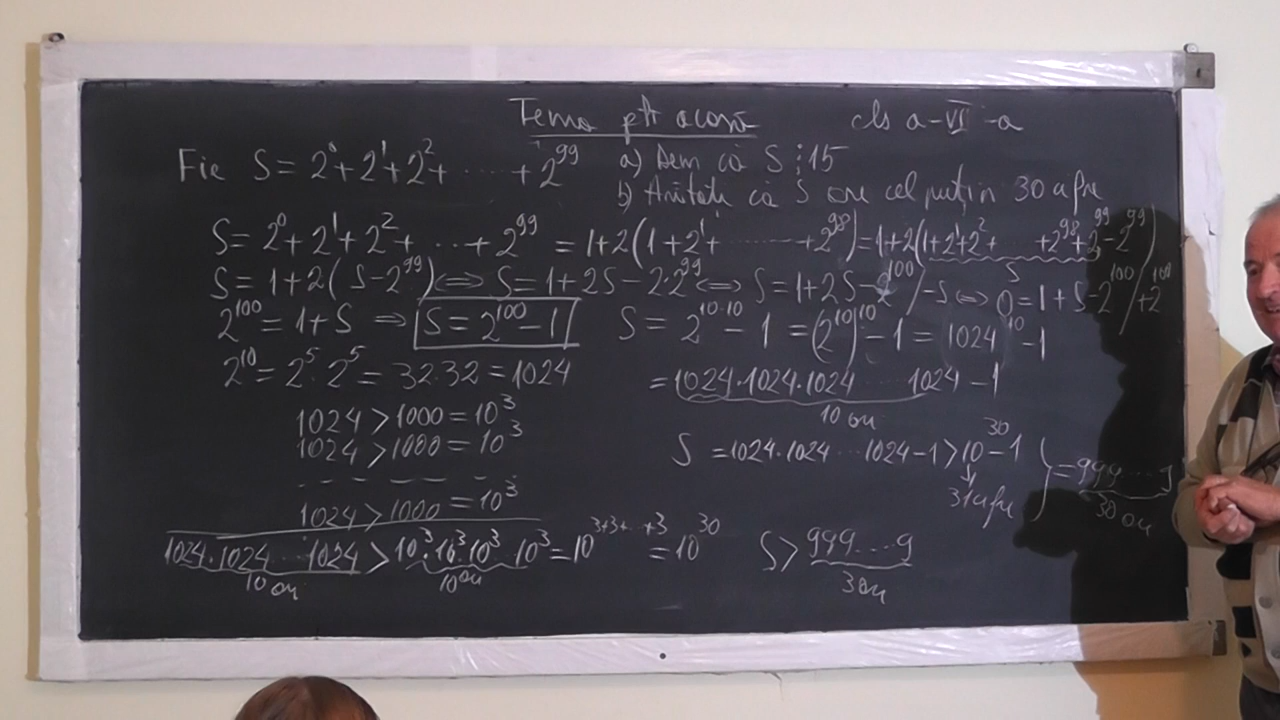 Tema ptr acasă cls a-VI-a
Fie S = 2⁰+2¹+2²+ ...... +2⁹⁹ a) Dem că S ⋮ 15
b) Arătați că S are cel puțin 30 cifre
S = 2⁰+2¹+2²+ ... +2⁹⁹ = 1+2(1+2¹+ ........ +2⁹⁸) = 1+2(1+2¹+2²+ ... +2⁹⁸+2⁹⁹-2⁹⁹)
S
S = 1+2(S-2⁹⁹) ⇔ S = 1+2S-2·2⁹⁹ ⇔ S = 1+2S-2¹⁰⁰ /-S ⇔ 0 = 1+S-2¹⁰⁰ /+2¹⁰⁰
2¹⁰⁰ = 1+S ⇒ S = 2¹⁰⁰-1 S = 2¹⁰·¹⁰-1 = (2¹⁰)¹⁰-1 = 1024¹⁰-1
2¹⁰ = 2⁵·2⁵ = 32·32 = 1024 = 1024·1024·1024 .... 1024-1
10 ori
1024 > 1000 = 10³
1024 > 1000 = 10³ S = 1024·1024 ... 1024-1 > 10³⁰-1 } = 999...9
31 cifre 30 ori
- - - - - - -
1024 > 1000 = 10³
1024·1024 ... 1024 > 10³·10³·10³ 10³ = 10³⁺³⁺···⁺³ = 10³⁰ S > 999...9
10 ori 10 ori 30 ori